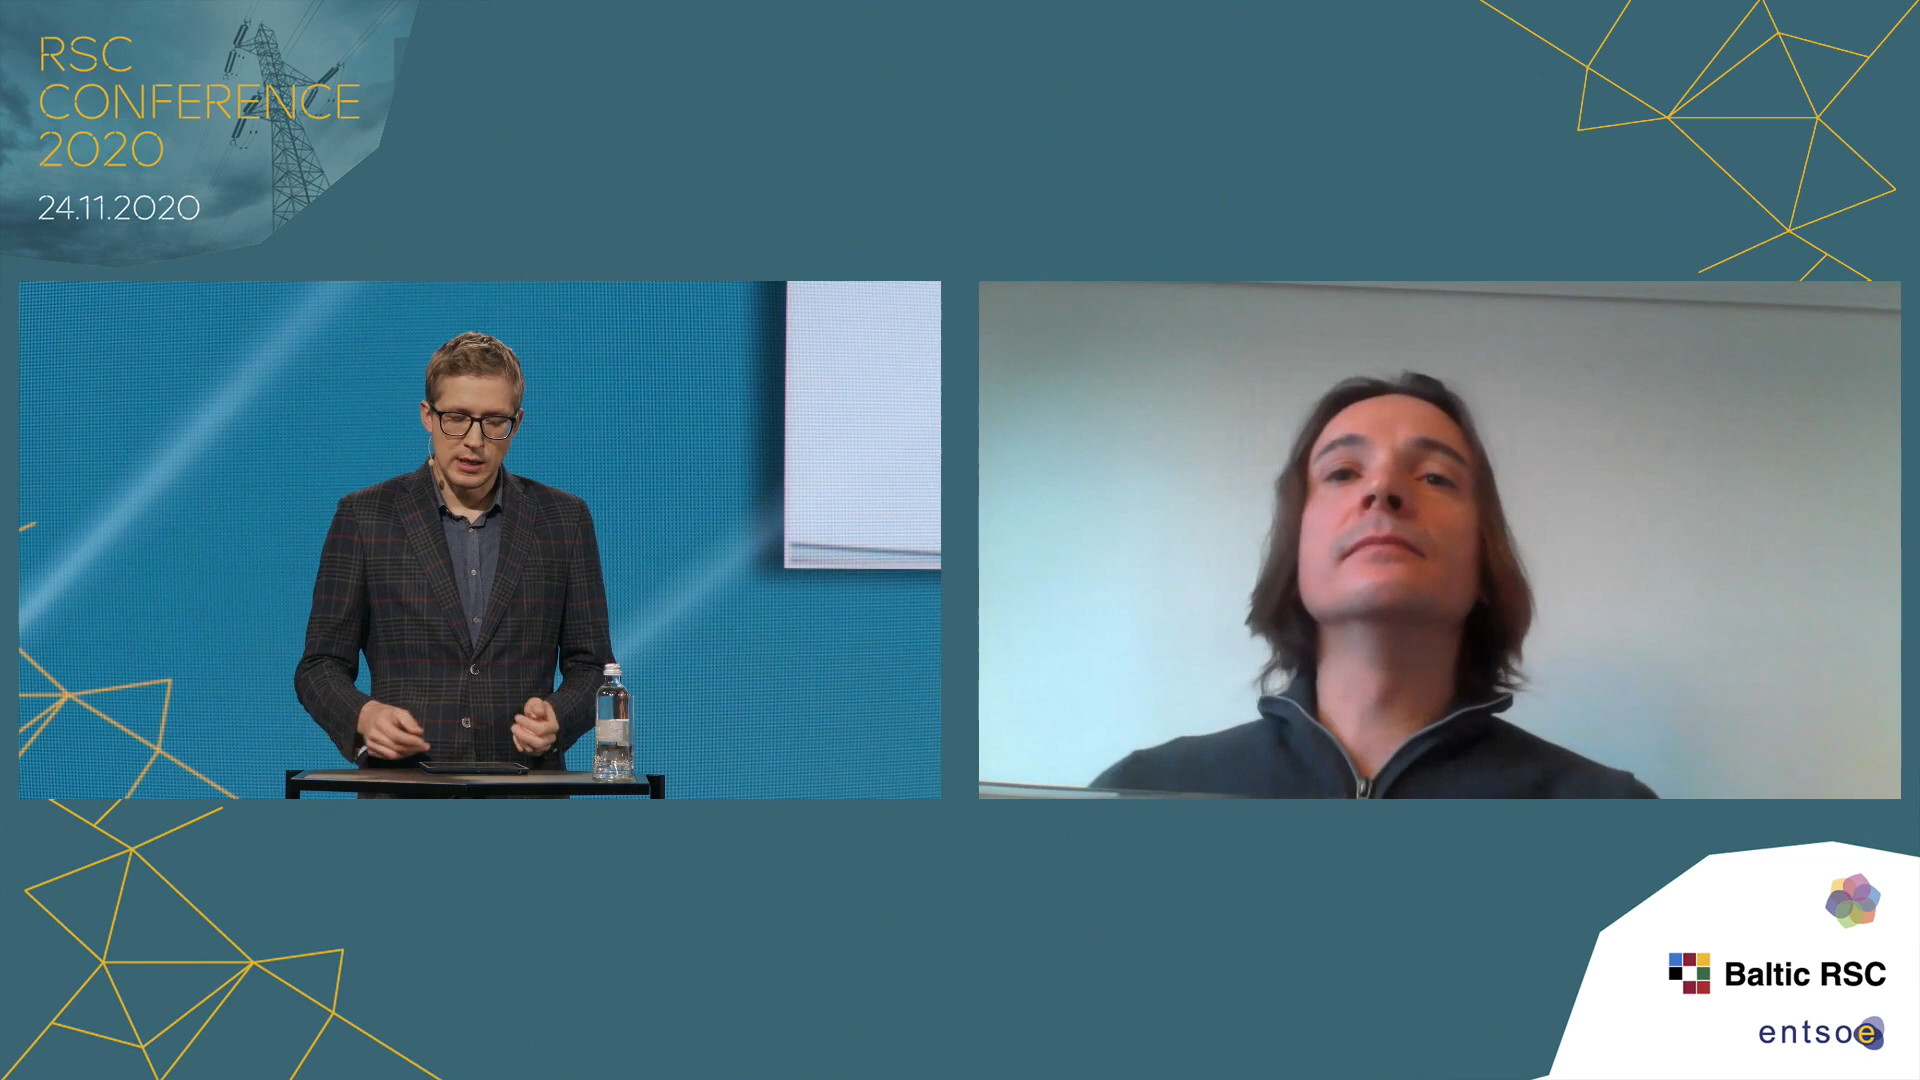 RSC
CONFERENCE
2020
24.11.2020
Baltic RSC
entsoe